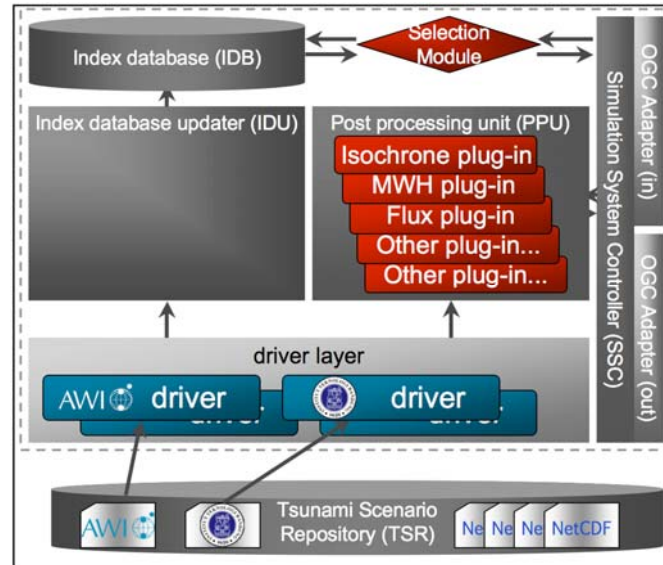 Index database (IDB)
Selection
Module
Index database updater (IDU)
Post processing unit (PPU)
Isochrone plug-in
MWH plug-in
Flux plug-in
Other plug-in...
Other plug-in...
Simulation System Controller (SSC)
OGC Adapter (in)
OGC Adapter (out)
driver layer
AWI driver
driver
driver
driver
AWI
Tsunami Scenario
Repository (TSR)
Ne
Ne
Ne
NetCDF